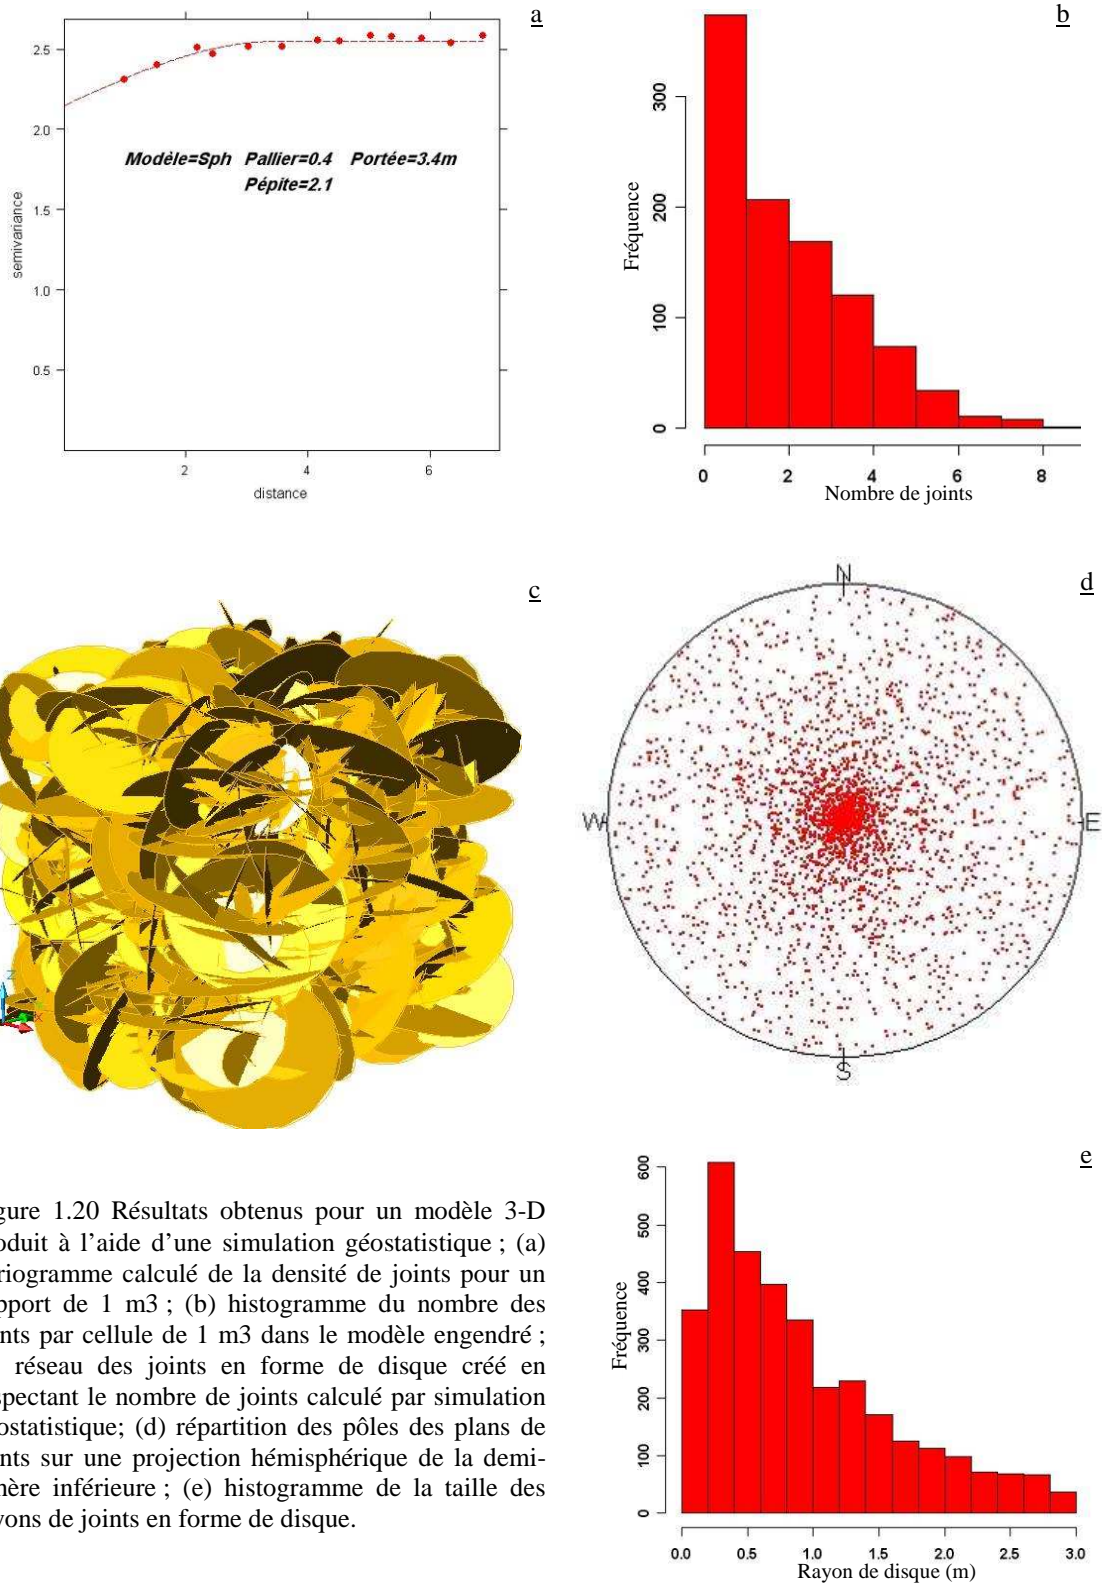 a
2.5
2.0
1.5
1.0
0.5
semivariance
Modèle=Sph Pallier=0.4 Portée=3.4m
Pépite=2.1
2 4 6
distance
b
300
200
100
0
Fréquence
0 2 4 6 8
Nombre de joints
c
Z
X
d
N
W
E
S
gure 1.20 Résultats obtenus pour un modèle 3-D
oduit à l'aide d'une simulation géostatistique ; (a)
riogramme calculé de la densité de joints pour un
pport de 1 m3 ; (b) histogramme du nombre des
nts par cellule de 1 m3 dans le modèle engendré ;
réseau des joints en forme de disque créé en
spectant le nombre de joints calculé par simulation
ostatistique; (d) répartition des pôles des plans de
nts sur une projection hémisphérique de la demi-
hère inférieure ; (e) histogramme de la taille des
yons de joints en forme de disque.
e
600
500
400
300
200
100
0
Fréquence
0.0 0.5 1.0 1.5 2.0 2.5 3.0
Rayon de disque (m)